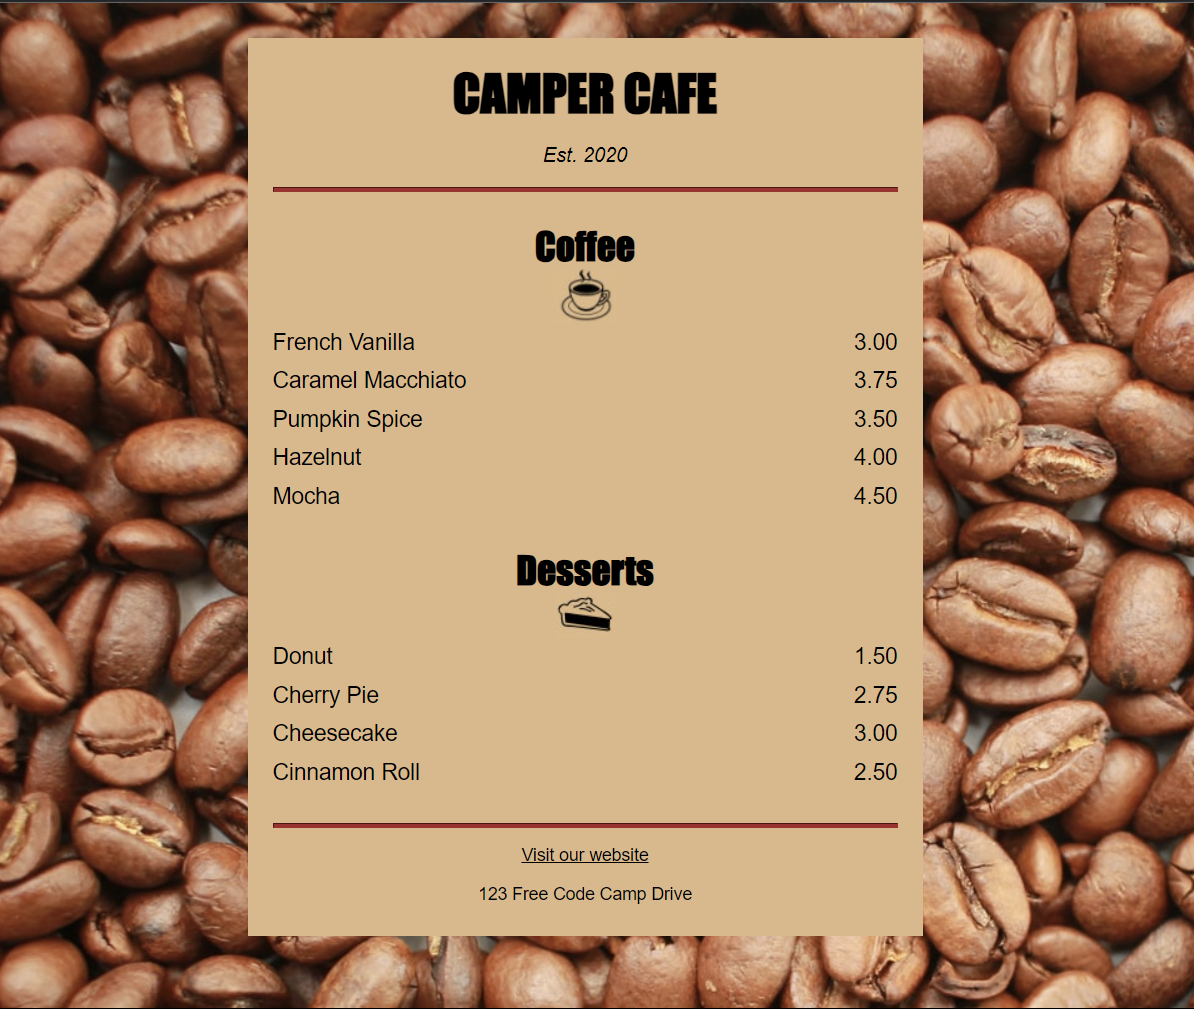 CAMPER CAFE
Est. 2020
Coffee
French Vanilla 3.00
Caramel Macchiato 3.75
Pumpkin Spice 3.50
Hazelnut 4.00
Mocha 4.50
Desserts
Donut 1.50
Cherry Pie 2.75
Cheesecake 3.00
Cinnamon Roll 2.50
Visit our website
123 Free Code Camp Drive